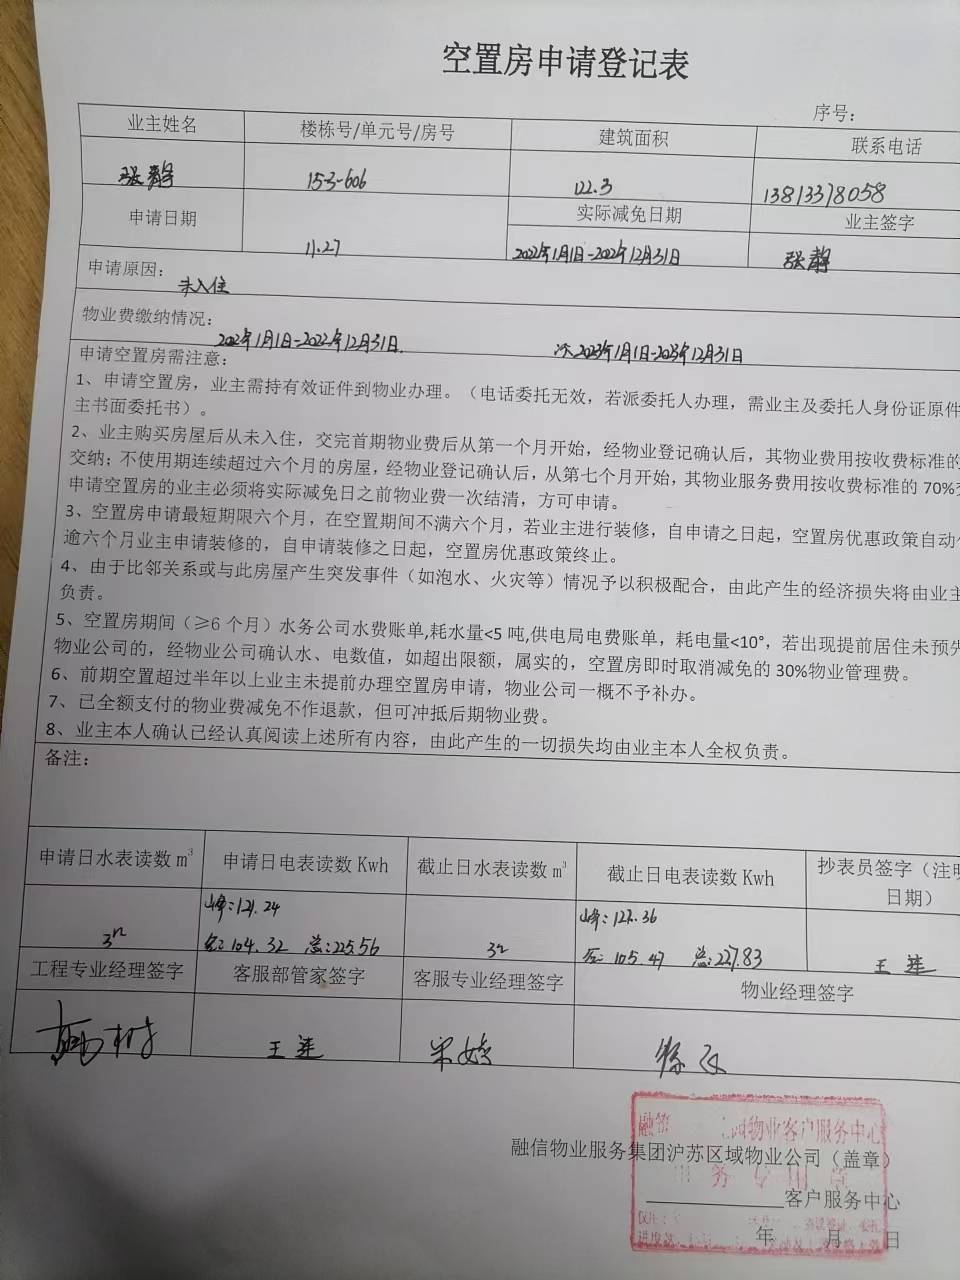 空置房申请登记表
序号：
业主姓名 楼栋号/单元号/房号 建筑面积 联系电话
张静 153-606 122.3 13813378058
申请日期 11.27 实际减免日期 业主签字
2022年1月1日-2022年12月31日 张静
申请原因： 未入住
物业费缴纳情况： 2022年1月1日-2022年12月31日. 2023年1月1日-2023年12月31日
申请空置房需注意：
1、申请空置房，业主需持有效证件到物业办理。（电话委托无效，若派委托人办理，需业主及委托人身份证原件
主书面委托书）。
2、业主购买房屋后从未入住，交完首期物业费后从第一个月开始，经物业登记确认后，其物业费用按收费标准的
交纳；不使用期连续超过六个月的房屋，经物业登记确认后，从第七个月开始，其物业服务费用按收费标准的 70%
申请空置房的业主必须将实际减免日之前物业费一次结清，方可申请。
3、空置房申请最短期限六个月，在空置期间不满六个月，若业主进行装修，自申请之日起，空置房优惠政策自动
逾六个月业主申请装修的，自申请装修之日起，空置房优惠政策终止。
4、由于比邻关系或与此房屋产生突发事件（如泡水、火灾等）情况予以积极配合，由此产生的经济损失将由业主
负责。
5、空置房期间（≥6 个月）水务公司水费账单,耗水量<5 吨,供电局电费账单，耗电量<10°，若出现提前居住未预先
物业公司的，经物业公司确认水、电数值，如超出限额，属实的，空置房即时取消减免的 30%物业管理费。
6、前期空置超过半年以上业主未提前办理空置房申请，物业公司一概不予补办。
7、已全额支付的物业费减免不作退款，但可冲抵后期物业费。
8、业主本人确认已经认真阅读上述所有内容，由此产生的一切损失均由业主本人全权负责。
备注：
申请日水表读数 m³ 申请日电表读数 Kwh 截止日水表读数 m³ 截止日电表读数 Kwh 抄表员签字（注明
日期）
峰：121.24 峰：122.36
谷：104.32 总：225.56 谷：105.47 总：227.83 王莲
工程专业经理签字 客服部管家签字 客服专业经理签字 物业经理签字
王莲
物业客户服务中心
融信物业服务集团沪苏区域物业公司（盖章）
客户服务中心
年 月 日